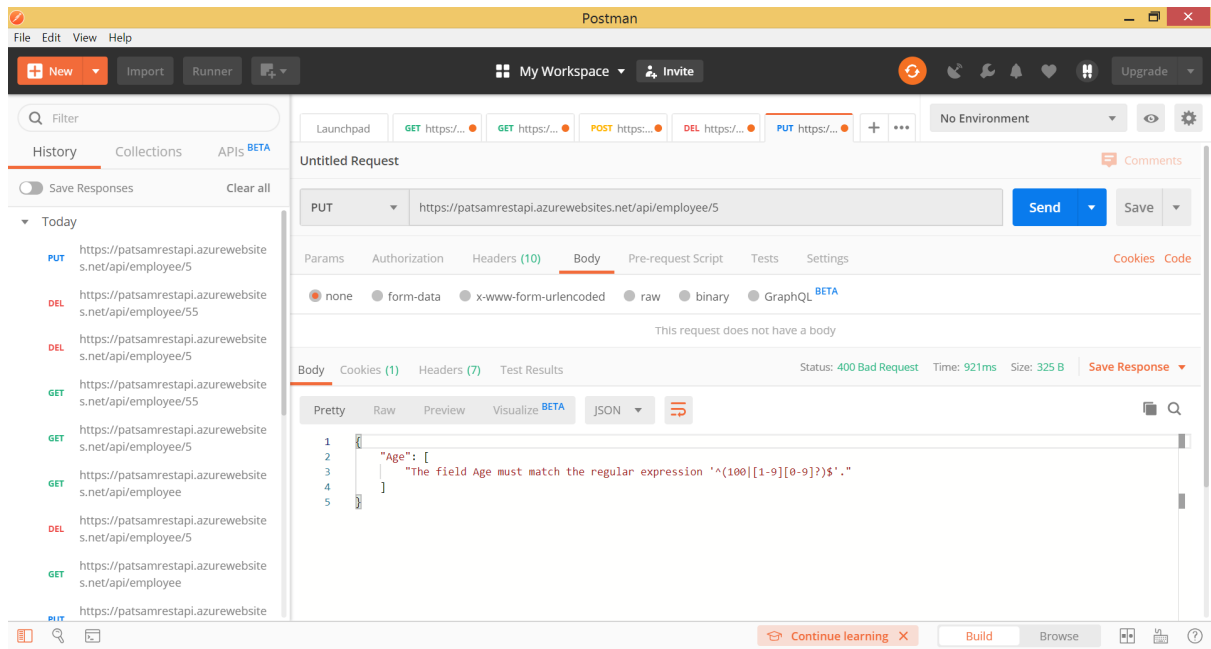 Postman
File Edit View Help
New Import Runner My Workspace Invite Upgrade
Filter
History Collections APIs BETA
Save Responses Clear all
Today
PUT https://patsamrestapi.azurewebsite
s.net/api/employee/5
DEL https://patsamrestapi.azurewebsite
s.net/api/employee/55
DEL https://patsamrestapi.azurewebsite
s.net/api/employee/5
GET https://patsamrestapi.azurewebsite
s.net/api/employee/55
GET https://patsamrestapi.azurewebsite
s.net/api/employee/5
GET https://patsamrestapi.azurewebsite
s.net/api/employee
DEL https://patsamrestapi.azurewebsite
s.net/api/employee/5
GET https://patsamrestapi.azurewebsite
s.net/api/employee
PUT https://patsamrestapi.azurewebsite
Launchpad GET https:/... GET https:/... POST https:... DEL https:/... PUT https:/... + ••• No Environment
Untitled Request Comments
PUT https://patsamrestapi.azurewebsites.net/api/employee/5 Send Save
Params Authorization Headers (10) Body Pre-request Script Tests Settings Cookies Code
none form-data x-www-form-urlencoded raw binary GraphQL BETA
This request does not have a body
Body Cookies (1) Headers (7) Test Results Status: 400 Bad Request Time: 921ms Size: 325 B Save Response
Pretty Raw Preview Visualize BETA JSON
1 {
2 "Age": [
3 "The field Age must match the regular expression '^(100|[1-9][0-9]?)$'."
4 ]
5 }
Continue learning Build Browse